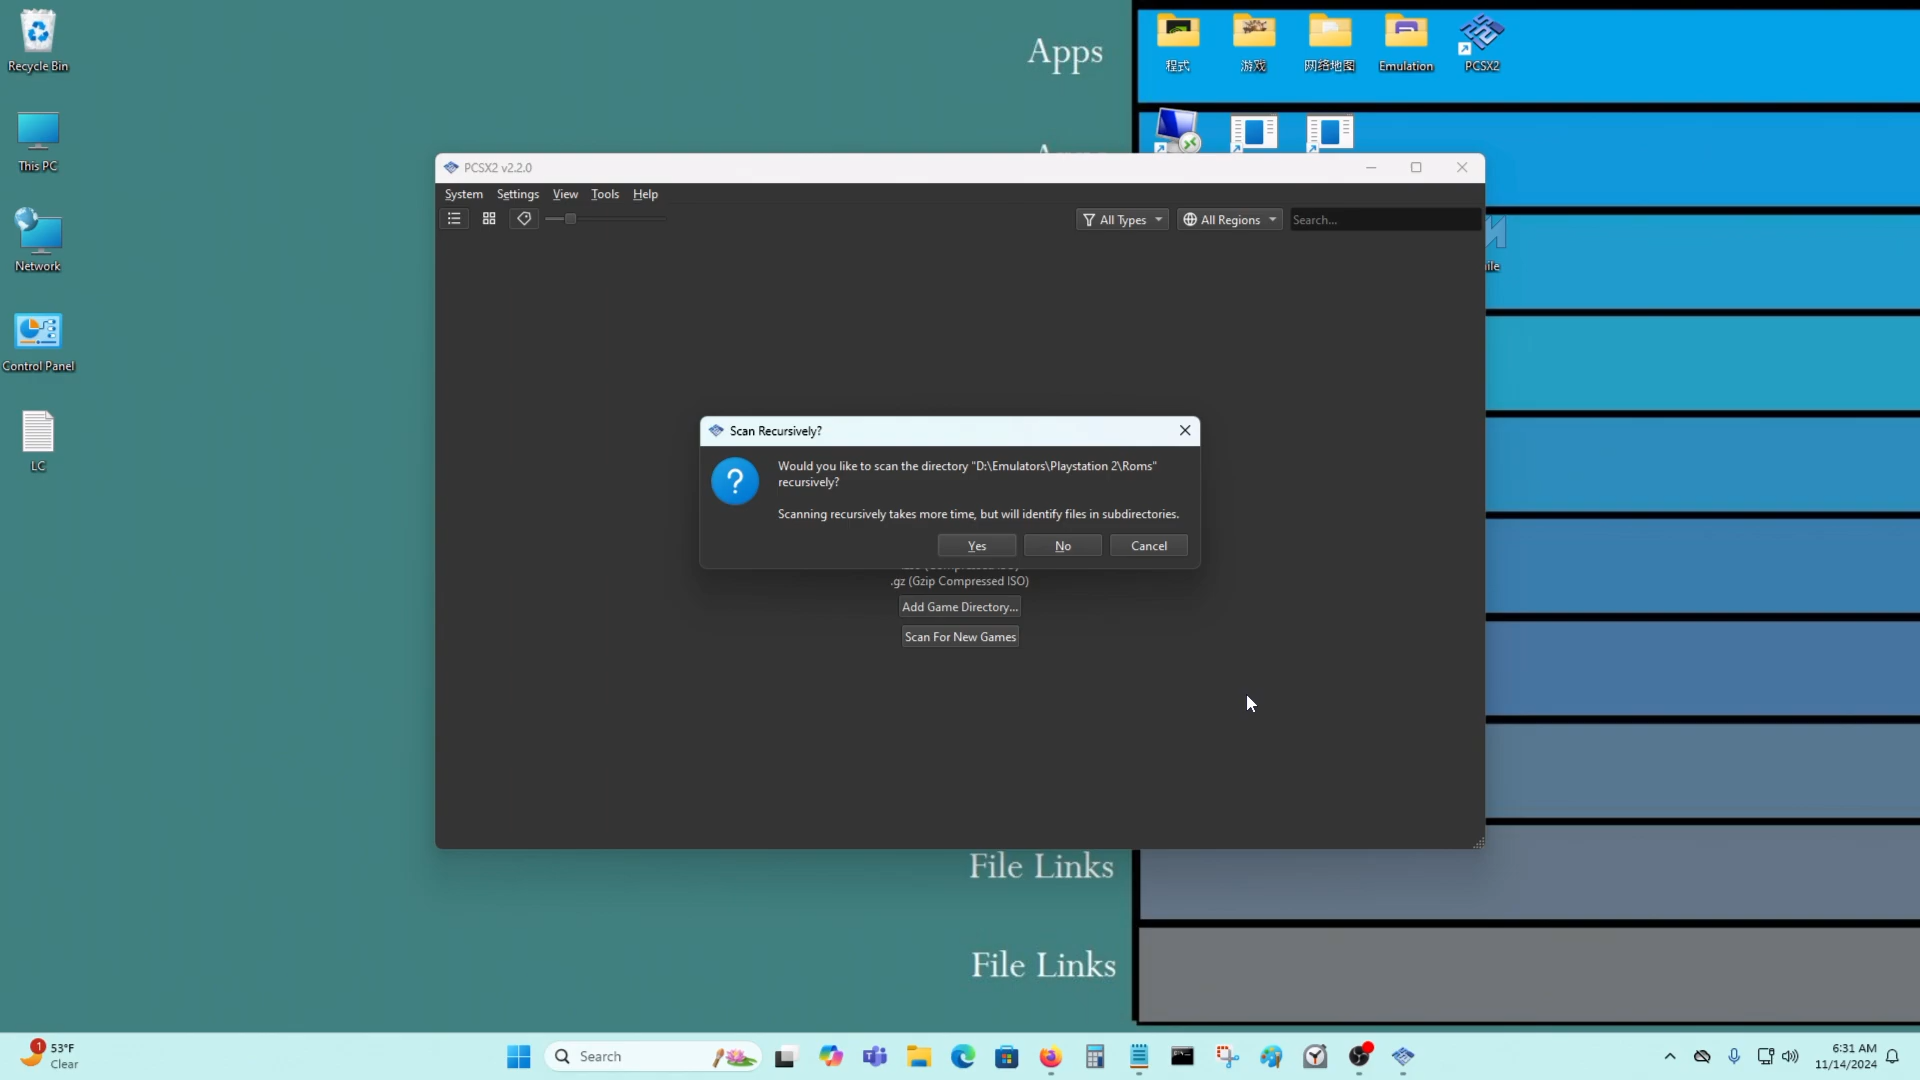 Recycle Bin
This PC
Network
Control Panel
LC
Apps
程式
游戏
网络地图
Emulation
PCSX2
PCSX2 v2.2.0
System Settings View Tools Help
All Types
All Regions
Search...
Scan Recursively?
Would you like to scan the directory "D:\Emulators\Playstation 2\Roms"
recursively?
Scanning recursively takes more time, but will identify files in subdirectories.
Yes No Cancel
.gz (Gzip Compressed ISO)
Add Game Directory...
Scan For New Games
File Links
File Links
1
53°F
Clear
Search
6:31 AM
11/14/2024